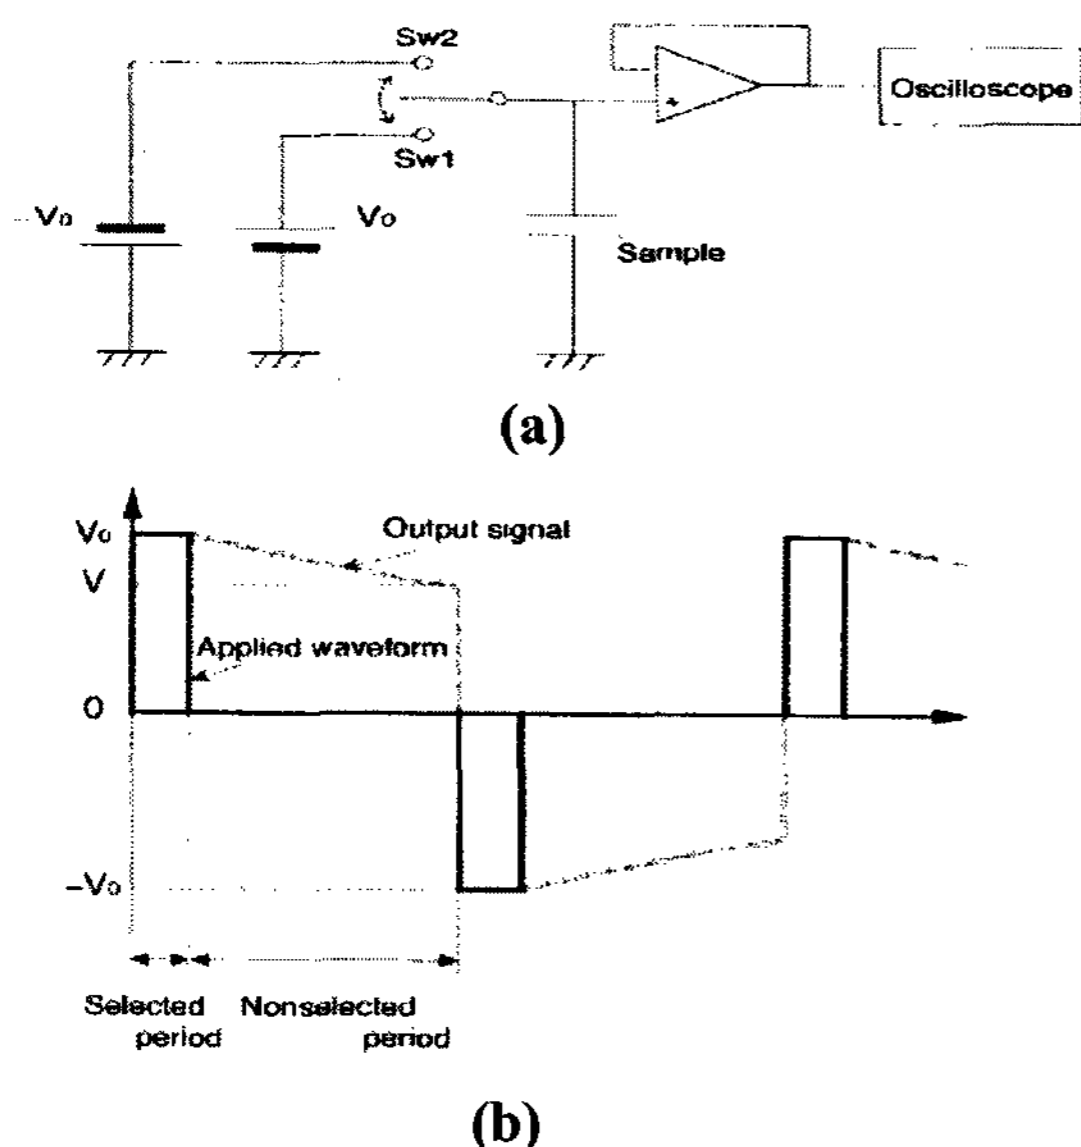 Sw2
Oscilloscope
Sw1
-V₀
V₀
Sample
(a)
V₀
Output signal
V
Applied waveform
0
-V₀
Selected period
Nonselected period
(b)